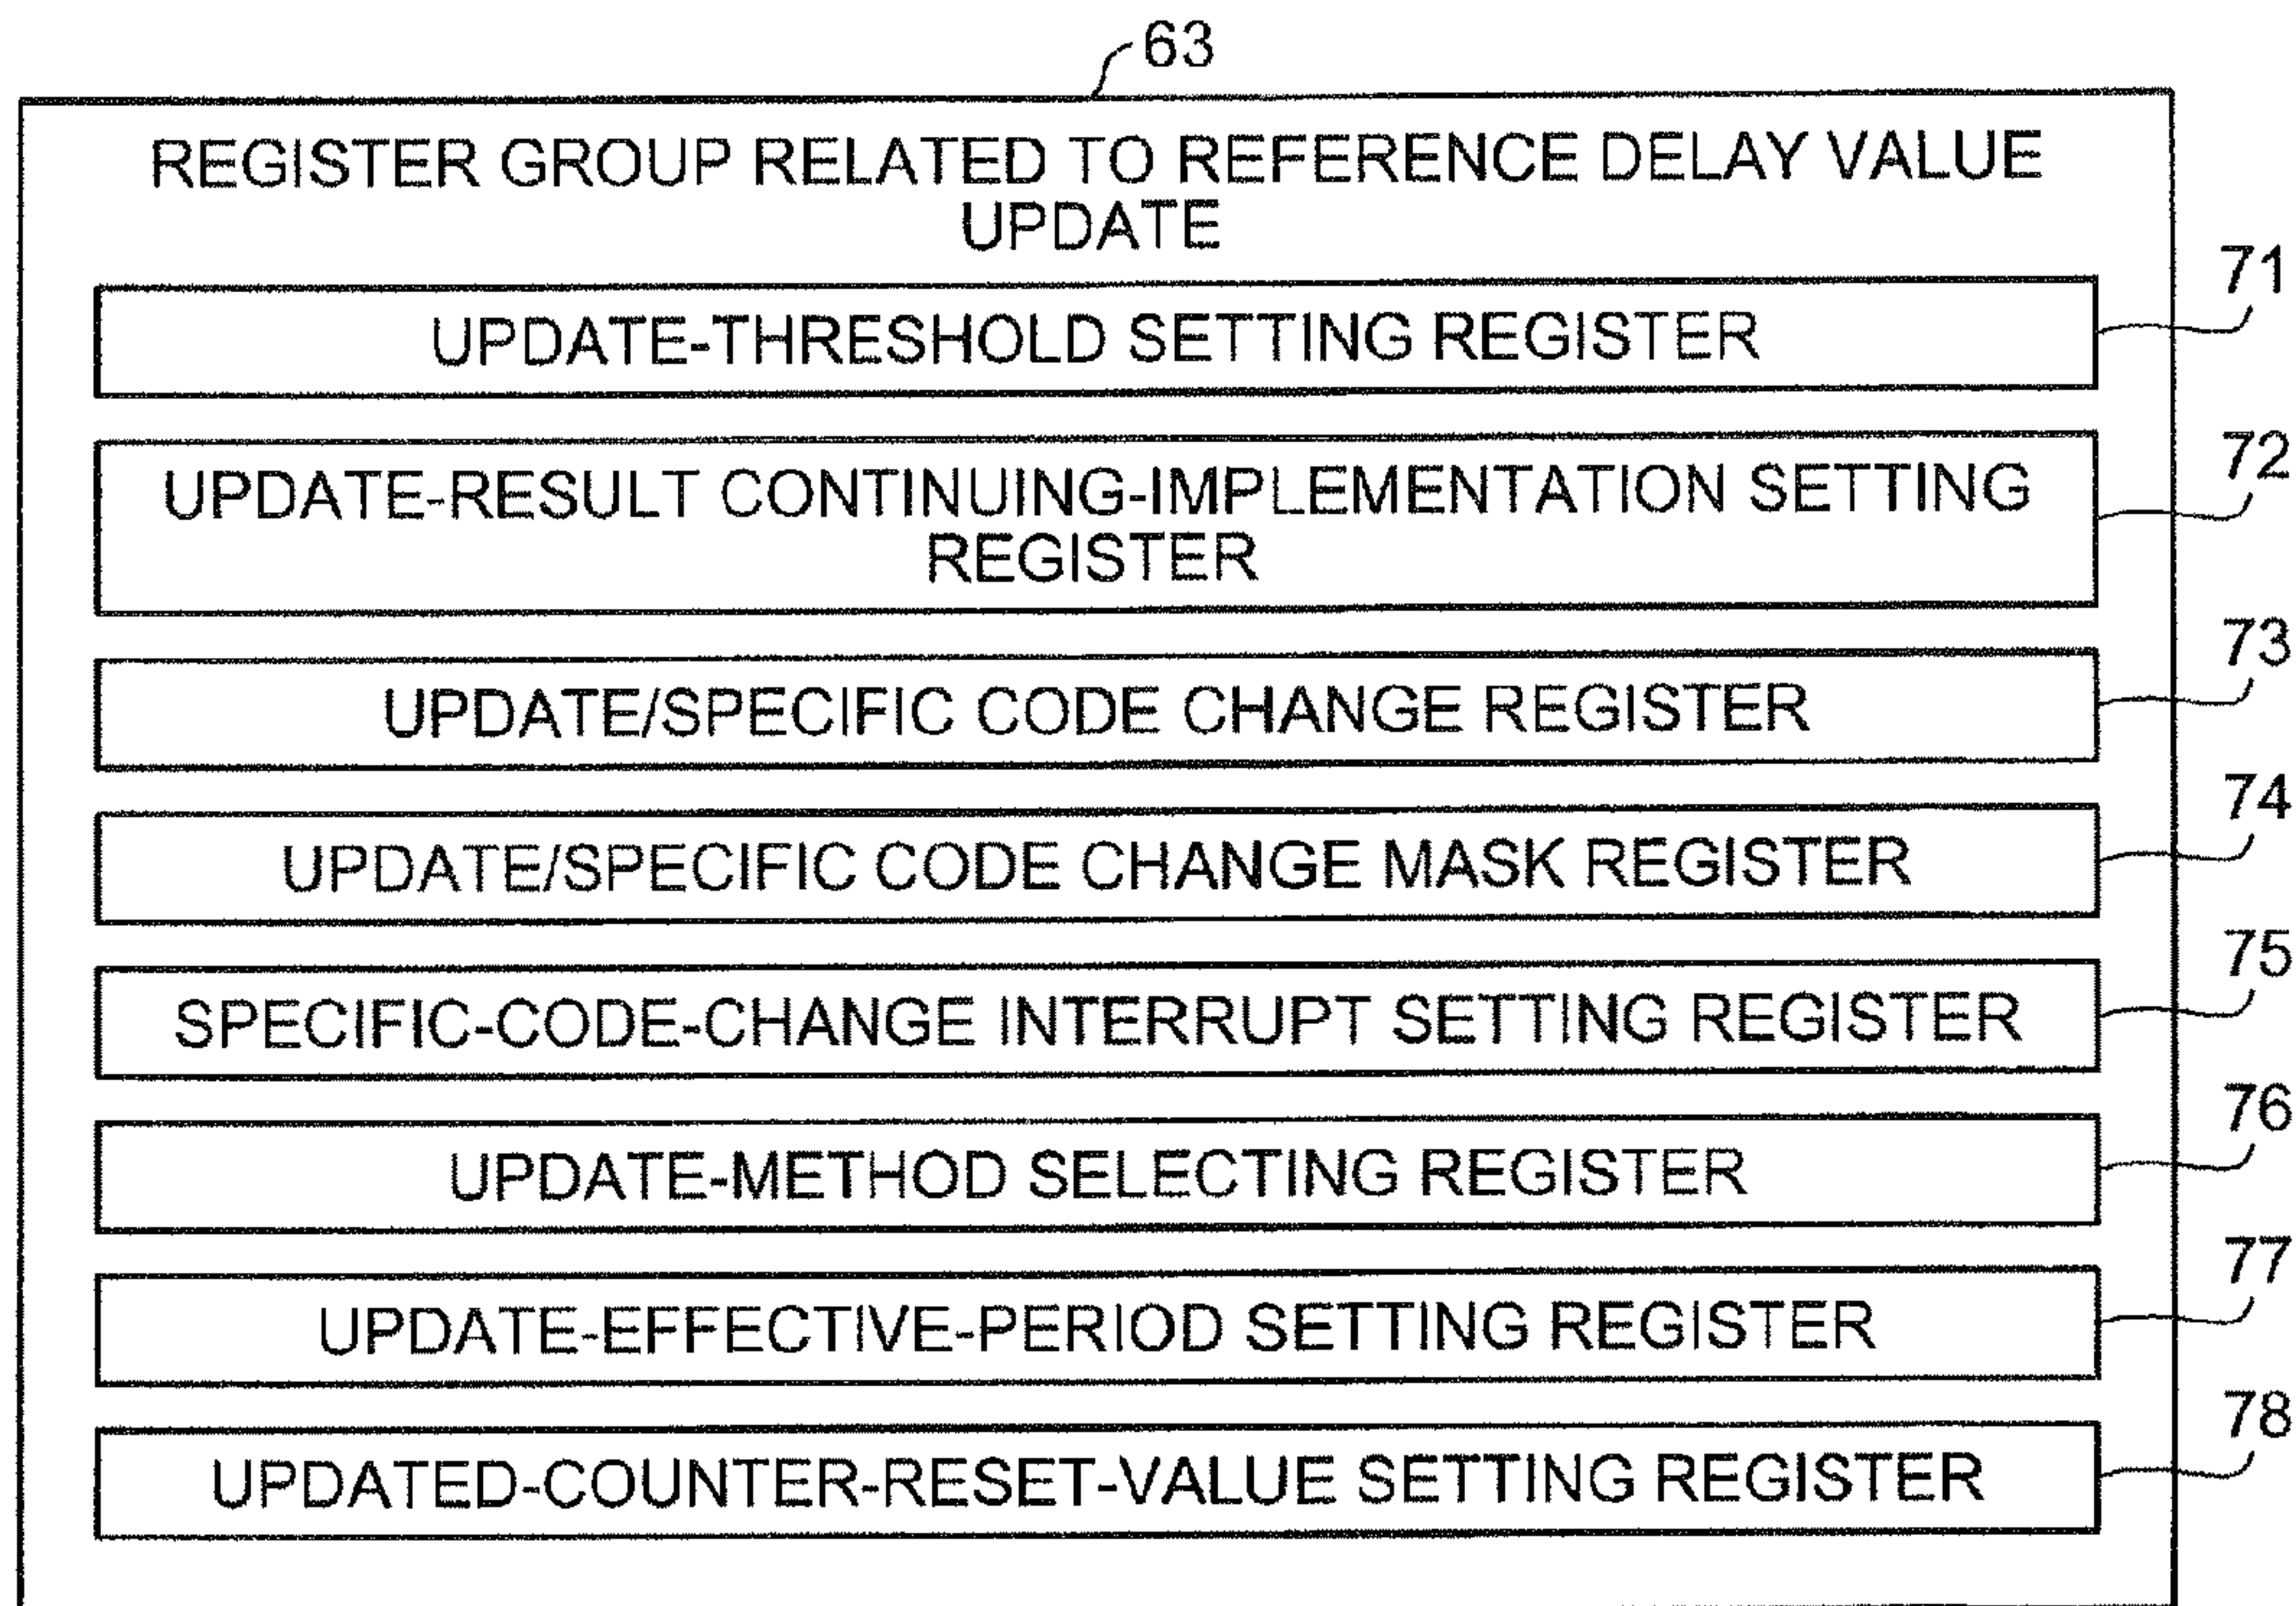 63
REGISTER GROUP RELATED TO REFERENCE DELAY VALUE
UPDATE
71
UPDATE-THRESHOLD SETTING REGISTER
72
UPDATE-RESULT CONTINUING-IMPLEMENTATION SETTING
REGISTER
73
UPDATE/SPECIFIC CODE CHANGE REGISTER
74
UPDATE/SPECIFIC CODE CHANGE MASK REGISTER
75
SPECIFIC-CODE-CHANGE INTERRUPT SETTING REGISTER
76
UPDATE-METHOD SELECTING REGISTER
77
UPDATE-EFFECTIVE-PERIOD SETTING REGISTER
78
UPDATED-COUNTER-RESET-VALUE SETTING REGISTER